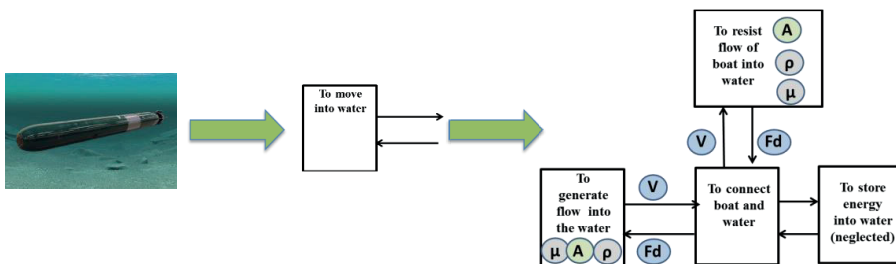 To move
into water
To resist
flow of
boat into
water
A
ρ
μ
V
Fd
To
generate
flow into
the water
μ A ρ
V
Fd
To connect
boat and
water
To store
energy
into water
(neglected)